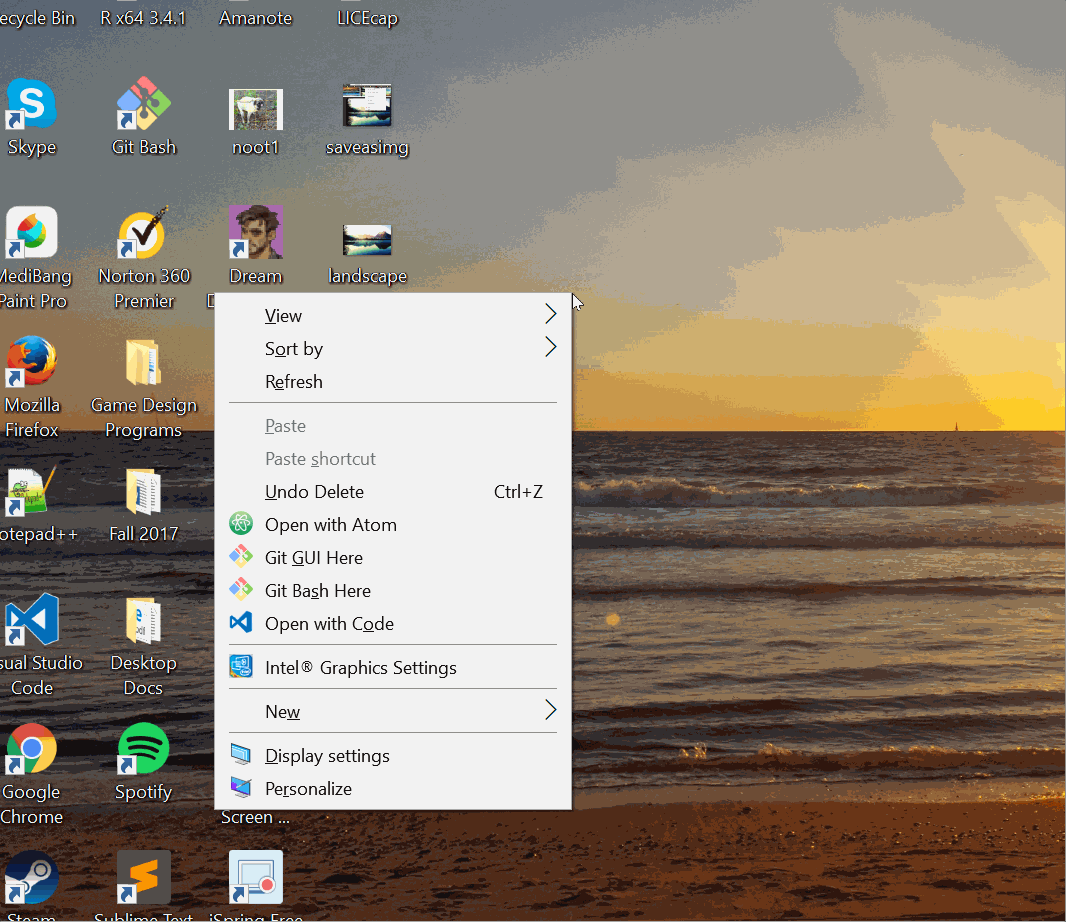 ecycle Bin
R x64 3.4.1
Amanote
LICEcap
Skype
Git Bash
noot1
saveasimg
MediBang
Paint Pro
Norton 360
Premier
Dream
landscape
Mozilla
Firefox
Game Design
Programs
otepad++
Fall 2017
sual Studio
Code
Desktop
Docs
Google
Chrome
Spotify
Screen ...
Steam
Sublime Text
iSpring Free
View
Sort by
Refresh
Paste
Paste shortcut
Undo Delete Ctrl+Z
Open with Atom
Git GUI Here
Git Bash Here
Open with Code
Intel® Graphics Settings
New
Display settings
Personalize